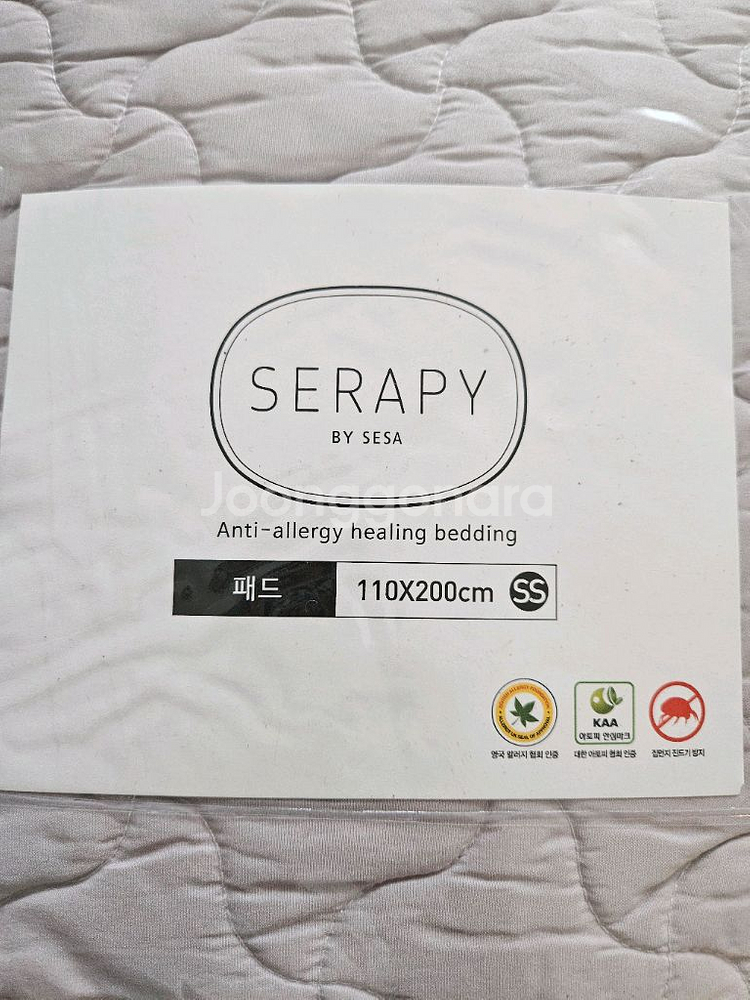 SERAPY
BY SESA
Joonggonara
Anti-allergy healing bedding
패드 110X200cm SS
KAA
아토피 안심마크
영국 알러지 협회 인증 대한 아토피 협회 인증 집먼지 진드기 방지